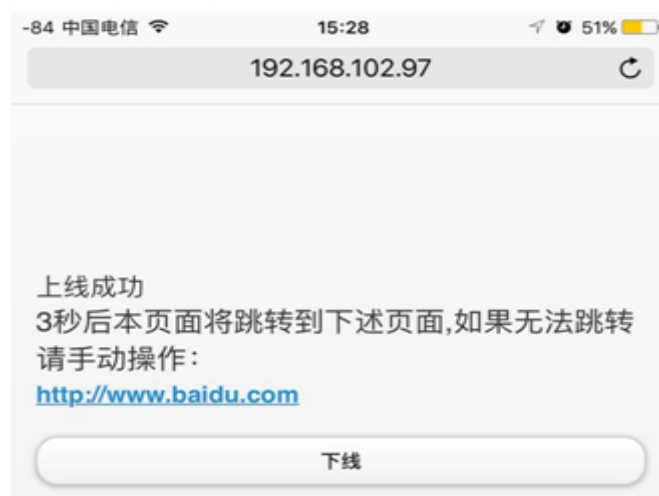 -84 中国电信 15:28 51%
192.168.102.97
上线成功
3秒后本页面将跳转到下述页面,如果无法跳转
请手动操作：
http://www.baidu.com
下线